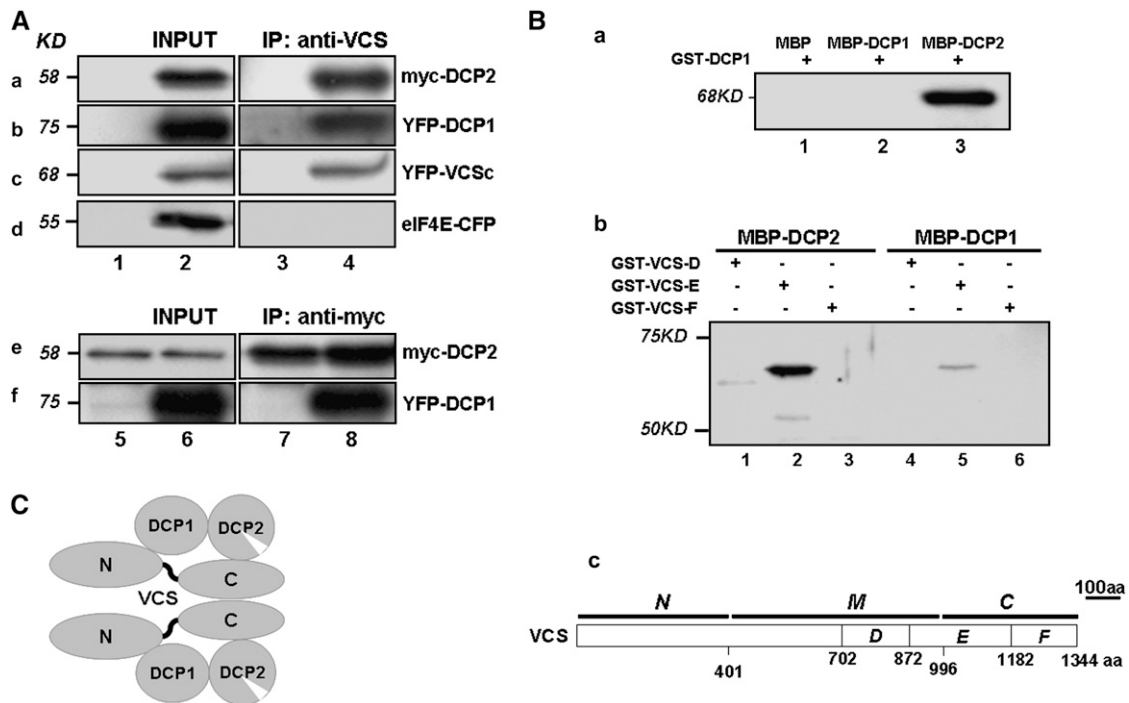 A
KD INPUT IP: anti-VCS
a 58 myc-DCP2
b 75 YFP-DCP1
c 68 YFP-VCSc
d 55 eIF4E-CFP
1 2 3 4
INPUT IP: anti-myc
e 58 myc-DCP2
f 75 YFP-DCP1
5 6 7 8
B
a
MBP MBP-DCP1 MBP-DCP2
GST-DCP1 + + +
68KD
1 2 3
b
MBP-DCP2 MBP-DCP1
GST-VCS-D + - - + - -
GST-VCS-E - + - - + -
GST-VCS-F - - + - - +
75KD
50KD
1 2 3 4 5 6
C
DCP1 DCP2
N
C
VCS
C
N
DCP1 DCP2
c
100aa
N M C
VCS D E F
401 702 872 996 1182 1344 aa